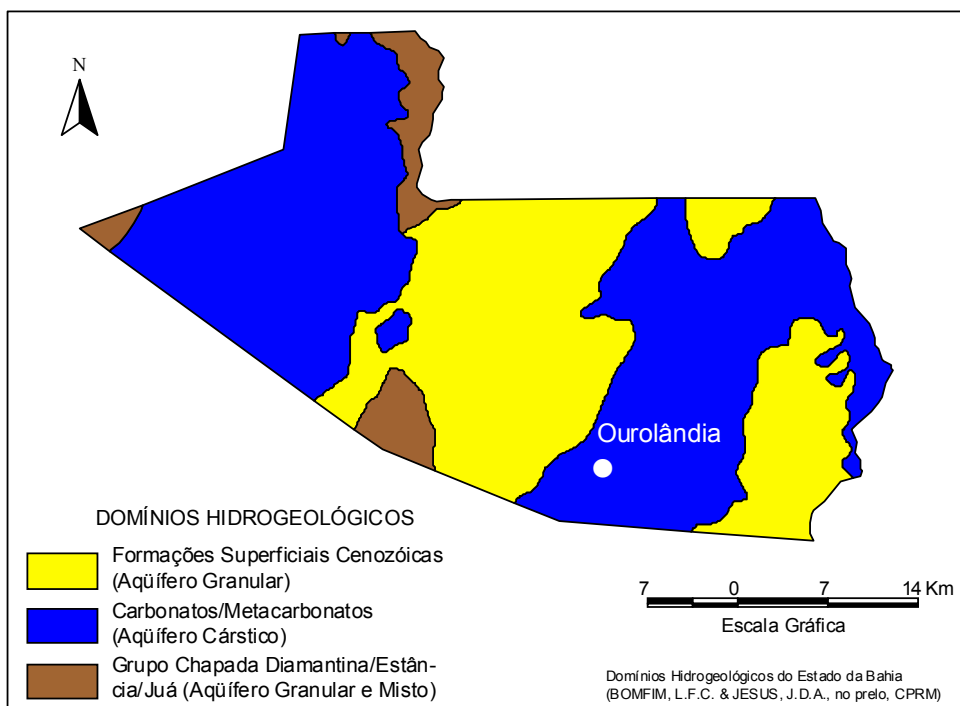 N
Ourolândia
DOMÍNIOS HIDROGEOLÓGICOS
Formações Superficiais Cenozóicas
(Aqüífero Granular)
Carbonatos/Metacarbonatos
(Aqüífero Cárstico)
Grupo Chapada Diamantina/Estân-
cia/Juá (Aqüífero Granular e Misto)
7 0 7 14 Km
Escala Gráfica
Domínios Hidrogeológicos do Estado da Bahia
(BOMFIM, L.F.C. & JESUS, J.D.A., no prelo, CPRM)